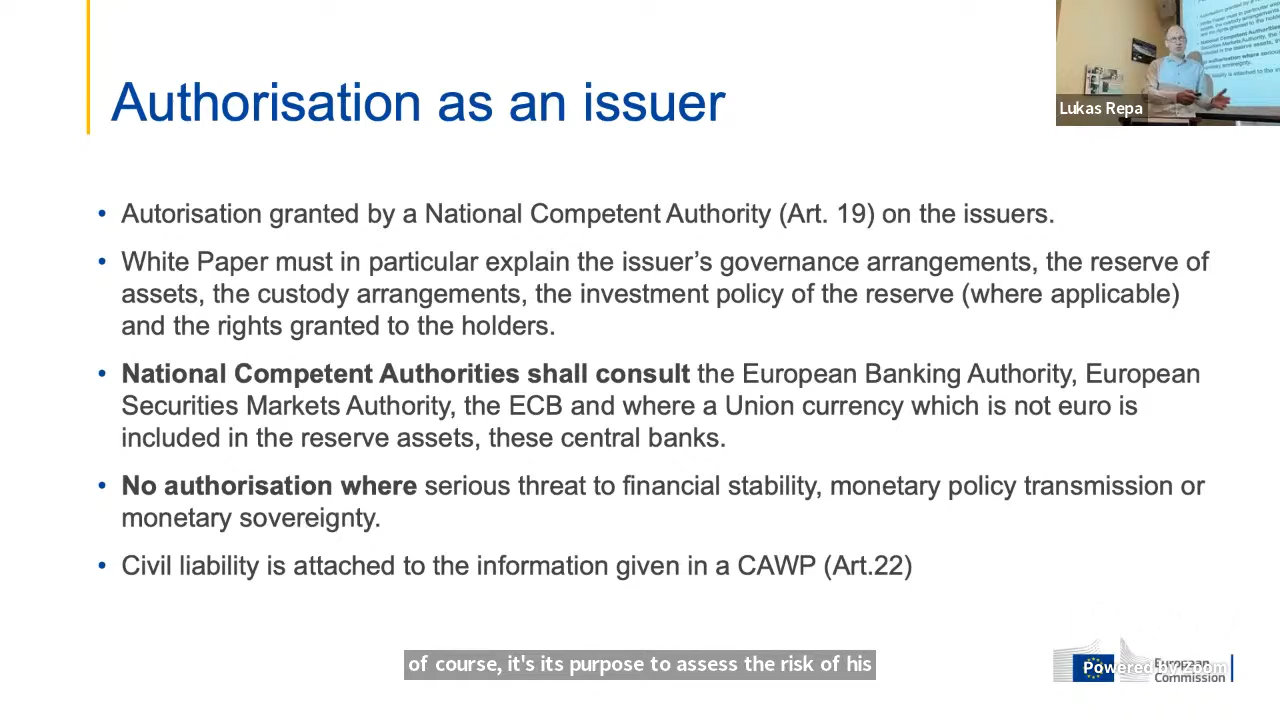 Authorisation as an issuer
Lukas Repa
• Autorisation granted by a National Competent Authority (Art. 19) on the issuers.
• White Paper must in particular explain the issuer’s governance arrangements, the reserve of
assets, the custody arrangements, the investment policy of the reserve (where applicable)
and the rights granted to the holders.
• National Competent Authorities shall consult the European Banking Authority, European
Securities Markets Authority, the ECB and where a Union currency which is not euro is
included in the reserve assets, these central banks.
• No authorisation where serious threat to financial stability, monetary policy transmission or
monetary sovereignty.
• Civil liability is attached to the information given in a CAWP (Art.22)
of course, it's its purpose to assess the risk of his
Powered by Zoom
European
Commission